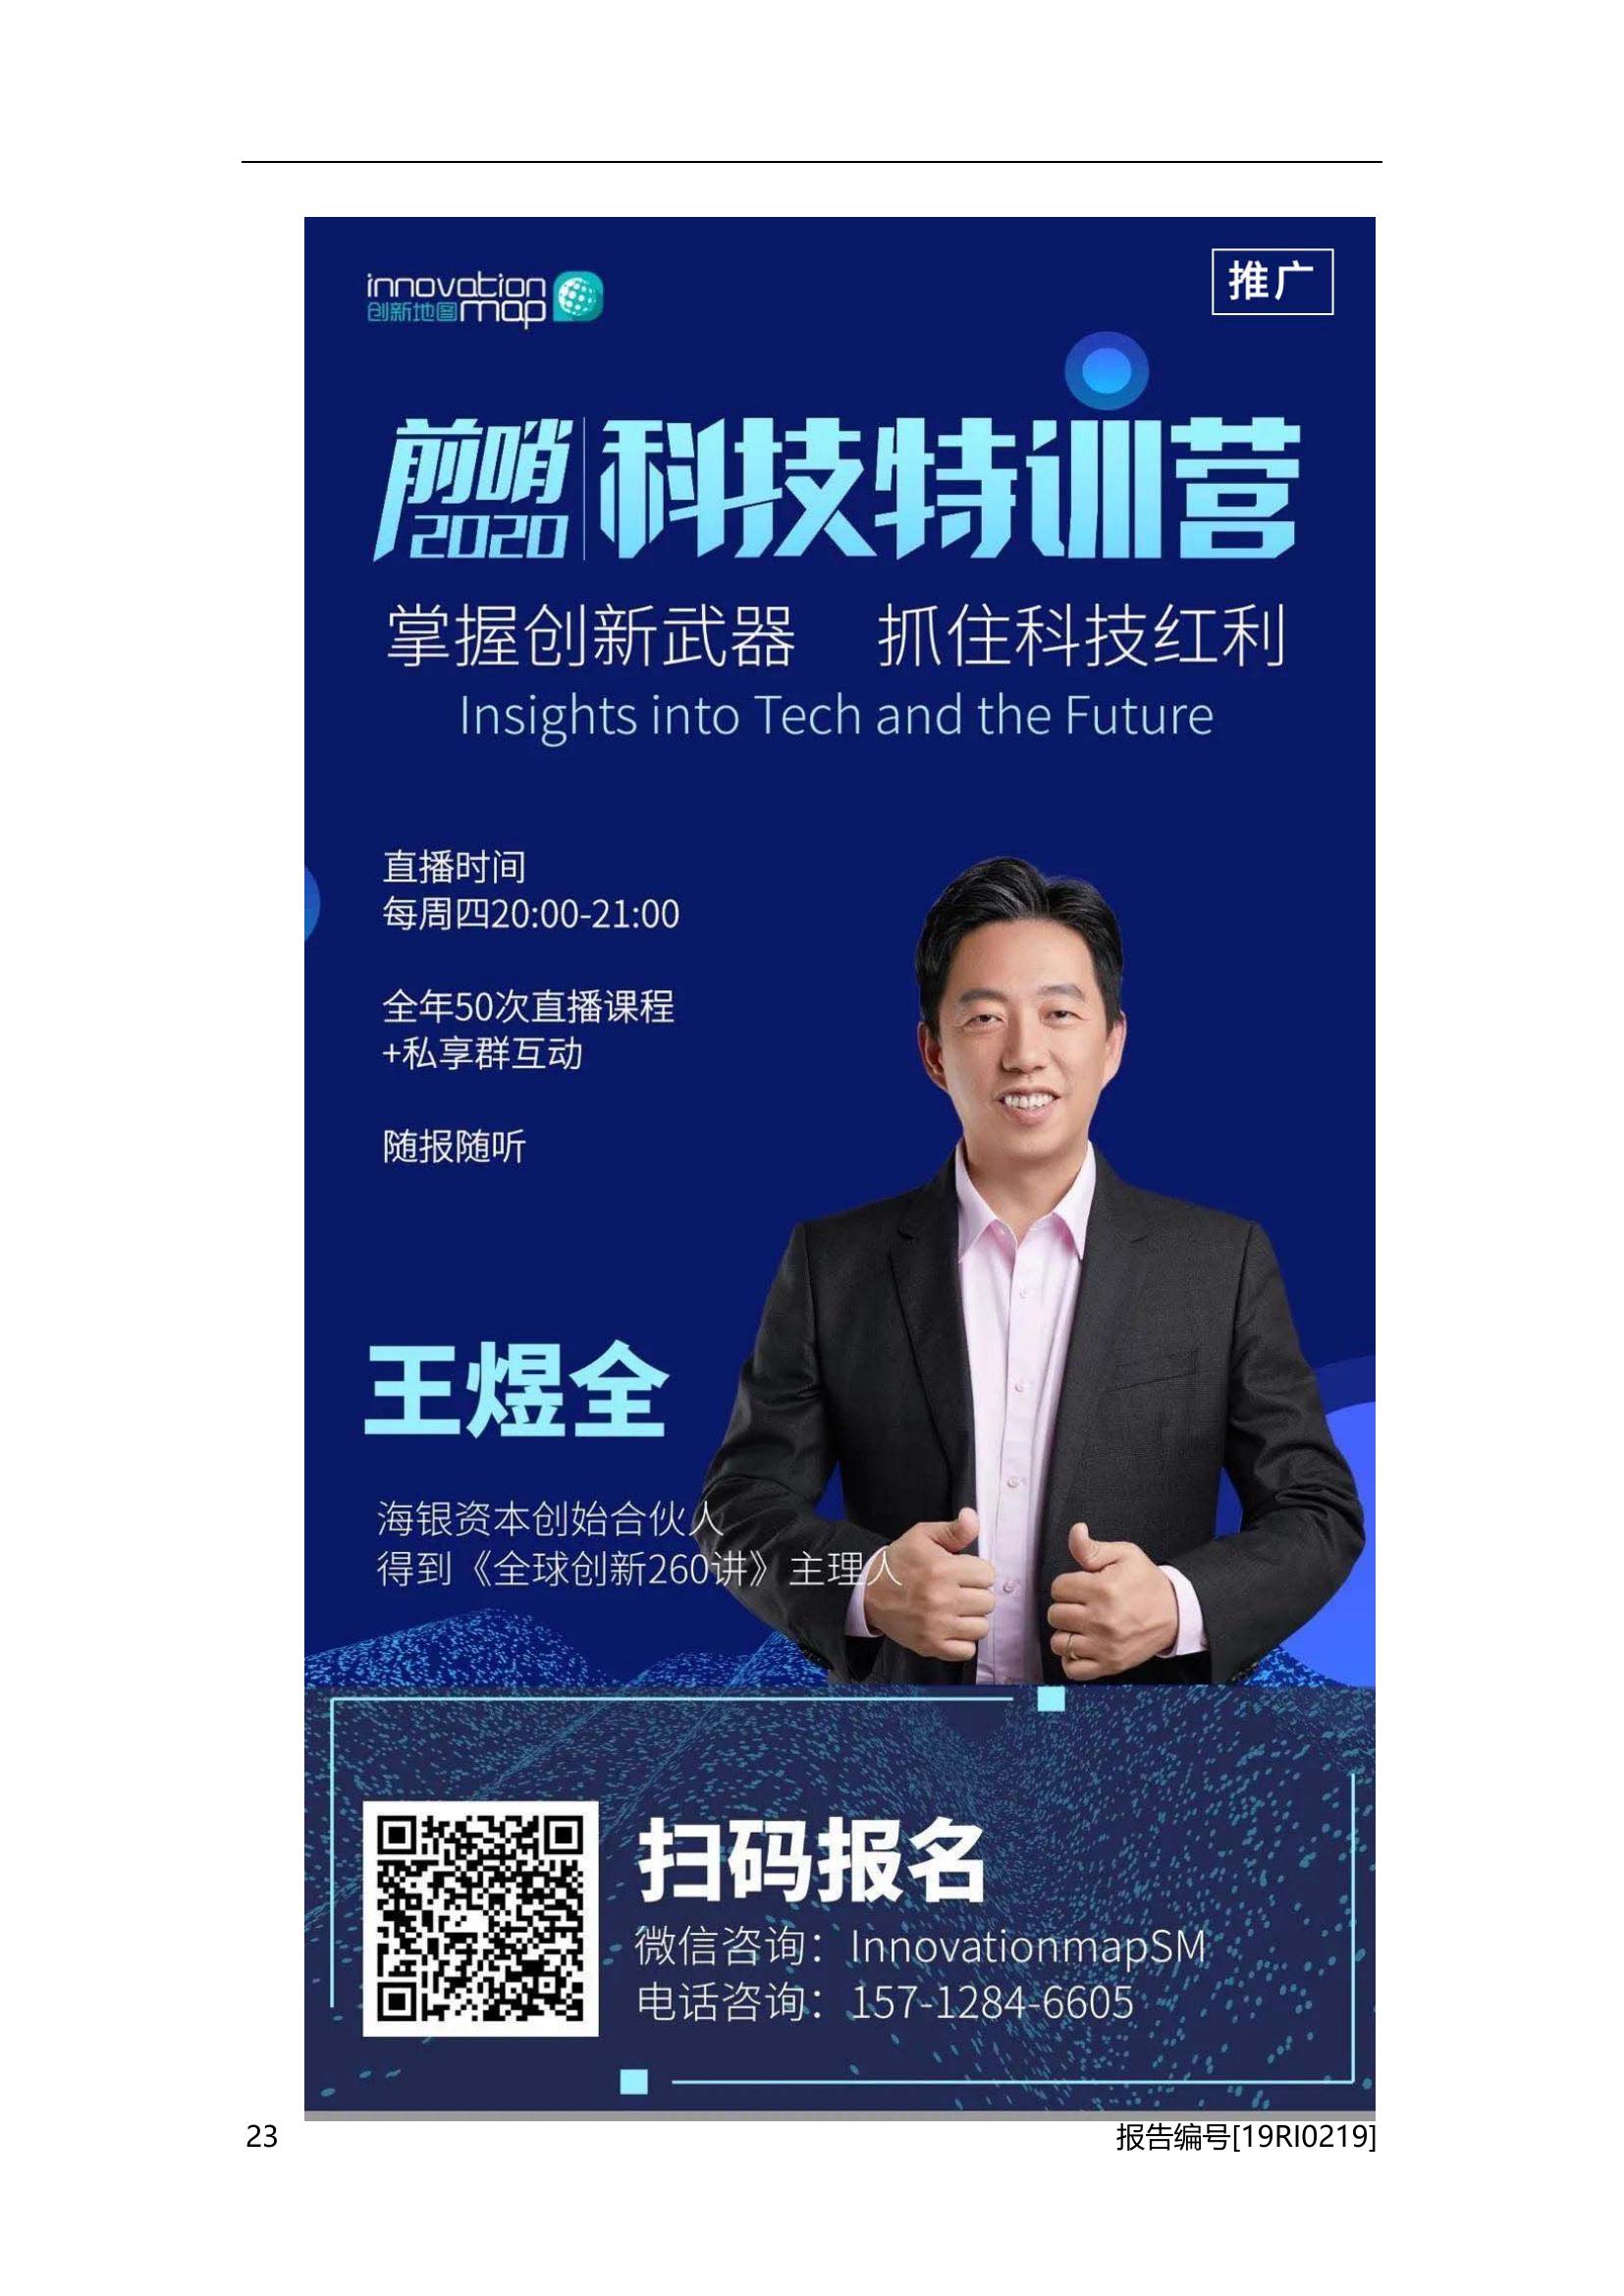 innovation
创新地图map
推广
前哨
2020
科技特训营
掌握创新武器 抓住科技红利
Insights into Tech and the Future
直播时间
每周四20:00-21:00
全年50次直播课程
+私享群互动
随报随听
王煜全
海银资本创始合伙人
得到《全球创新260讲》主理人
扫码报名
微信咨询：InnovationmapSM
电话咨询：157-1284-6605
23
报告编号[19RI0219]